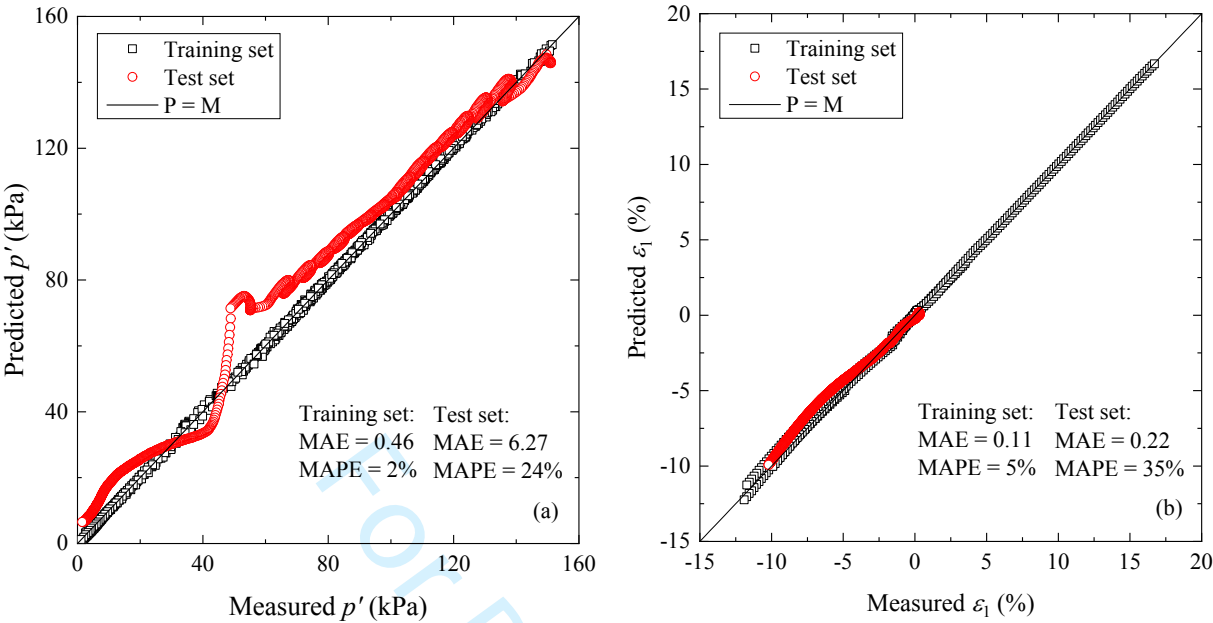 160
120
80
40
0
0 40 80 120 160
Predicted p′ (kPa)
Measured p′ (kPa)
Training set
Test set
P = M
Training set: Test set:
MAE = 0.46 MAE = 6.27
MAPE = 2% MAPE = 24%
(a)
For
20
15
10
5
0
-5
-10
-15
-15 -10 -5 0 5 10 15 20
Predicted ε1 (%)
Measured ε1 (%)
Training set
Test set
P = M
Training set: Test set:
MAE = 0.11 MAE = 0.22
MAPE = 5% MAPE = 35%
(b)